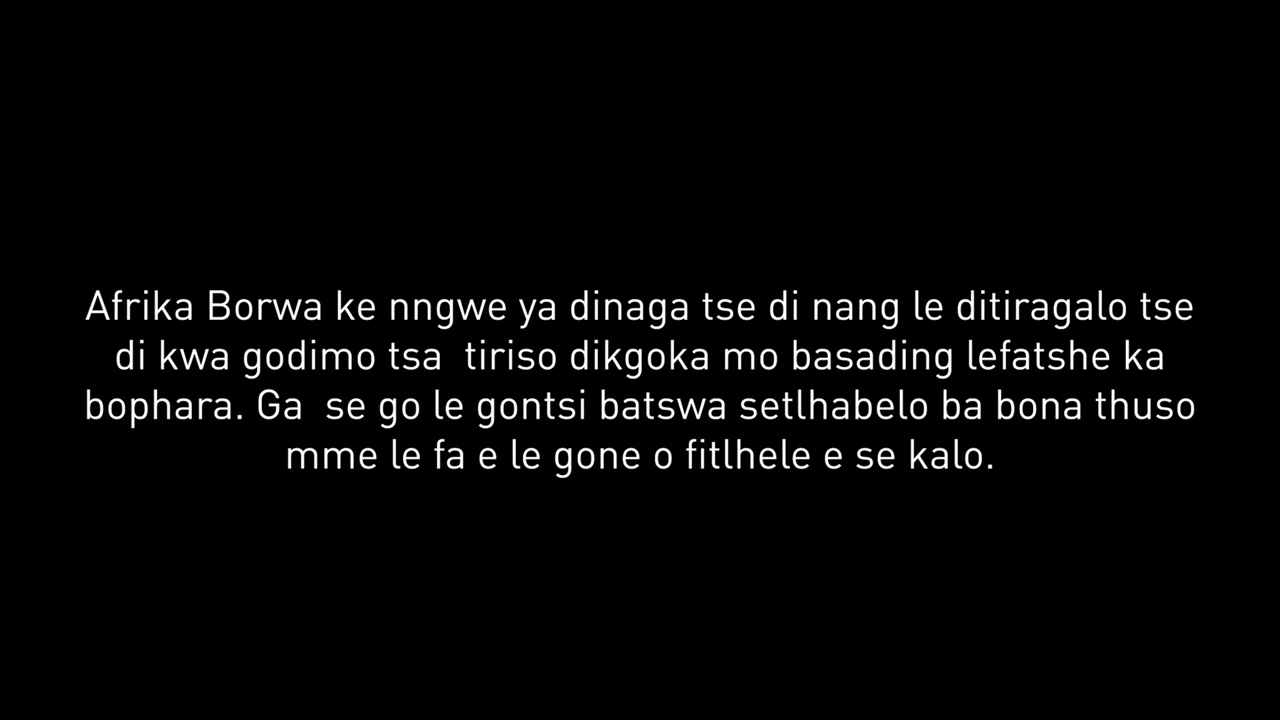 Afrika Borwa ke nngwe ya dinaga tse di nang le ditiragalo tse
di kwa godimo tsa  tiriso dikgoka mo basading lefatshe ka
bophara. Ga  se go le gontsi batswa setlhabelo ba bona thuso
mme le fa e le gone o fitlhele e se kalo.